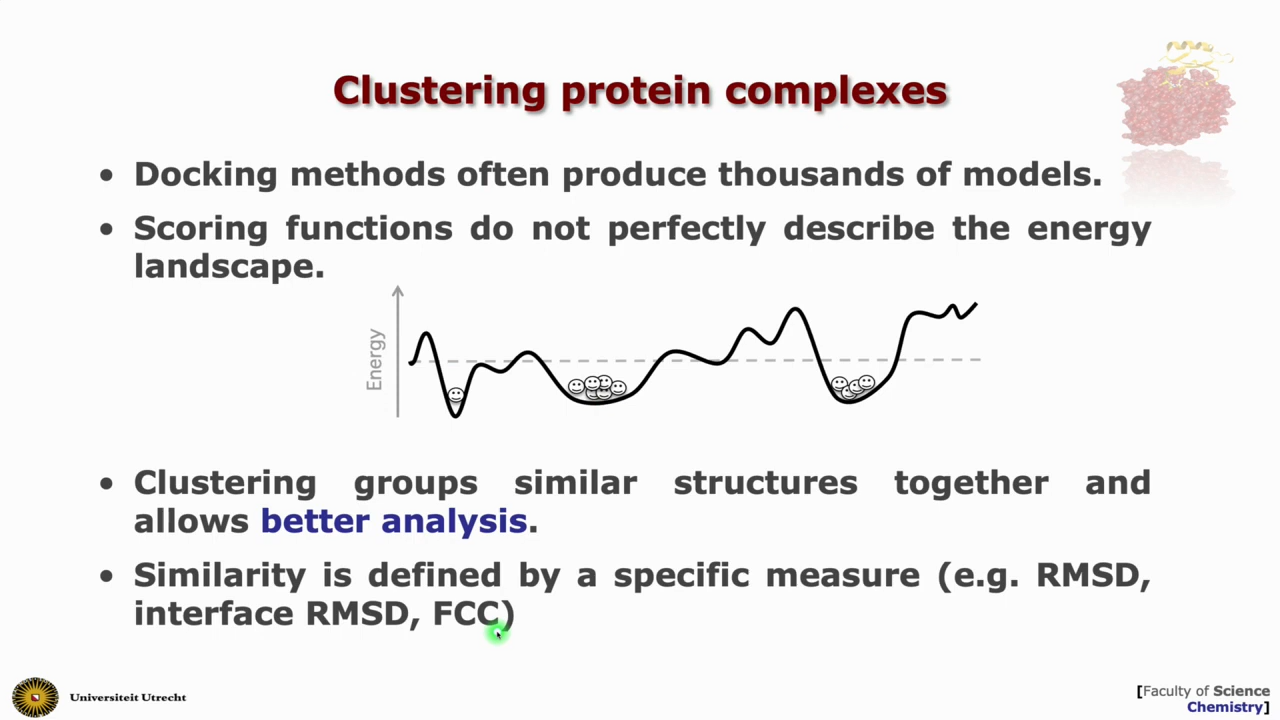 Clustering protein complexes
• Docking methods often produce thousands of models.
• Scoring functions do not perfectly describe the energy
landscape.
Energy
• Clustering groups similar structures together and
allows better analysis.
• Similarity is defined by a specific measure (e.g. RMSD,
interface RMSD, FCC)
Universiteit Utrecht
[Faculty of Science
Chemistry]